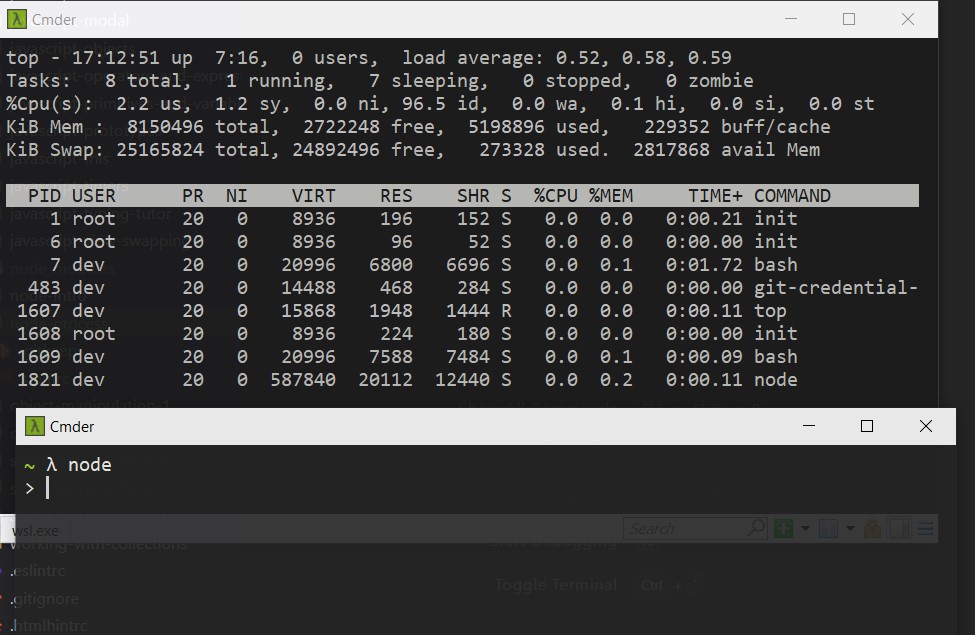 Cmder
top - 17:12:51 up  7:16,  0 users,  load average: 0.52, 0.58, 0.59
Tasks:   8 total,   1 running,   7 sleeping,   0 stopped,   0 zombie
%Cpu(s):  2.2 us,  1.2 sy,  0.0 ni, 96.5 id,  0.0 wa,  0.1 hi,  0.0 si,  0.0 st
KiB Mem :  8150496 total,  2722248 free,  5198896 used,   229352 buff/cache
KiB Swap: 25165824 total, 24892496 free,   273328 used.  2817868 avail Mem
PID USER      PR  NI    VIRT    RES    SHR S  %CPU %MEM     TIME+ COMMAND
1 root      20   0    8936    196    152 S   0.0  0.0   0:00.21 init
6 root      20   0    8936     96     52 S   0.0  0.0   0:00.00 init
7 dev       20   0   20996   6800   6696 S   0.0  0.1   0:01.72 bash
483 dev       20   0   14488    468    284 S   0.0  0.0   0:00.00 git-credential-
1607 dev       20   0   15868   1948   1444 R   0.0  0.0   0:00.11 top
1608 root      20   0    8936    224    180 S   0.0  0.0   0:00.00 init
1609 dev       20   0   20996   7588   7484 S   0.0  0.1   0:00.09 bash
1821 dev       20   0  587840  20112  12440 S   0.0  0.2   0:00.11 node
Cmder
~ λ node
>
wsl.exe
Search
working-with-collections
.eslintrc
Toggle Terminal Ctrl +
.gitignore
.htmlhintrc